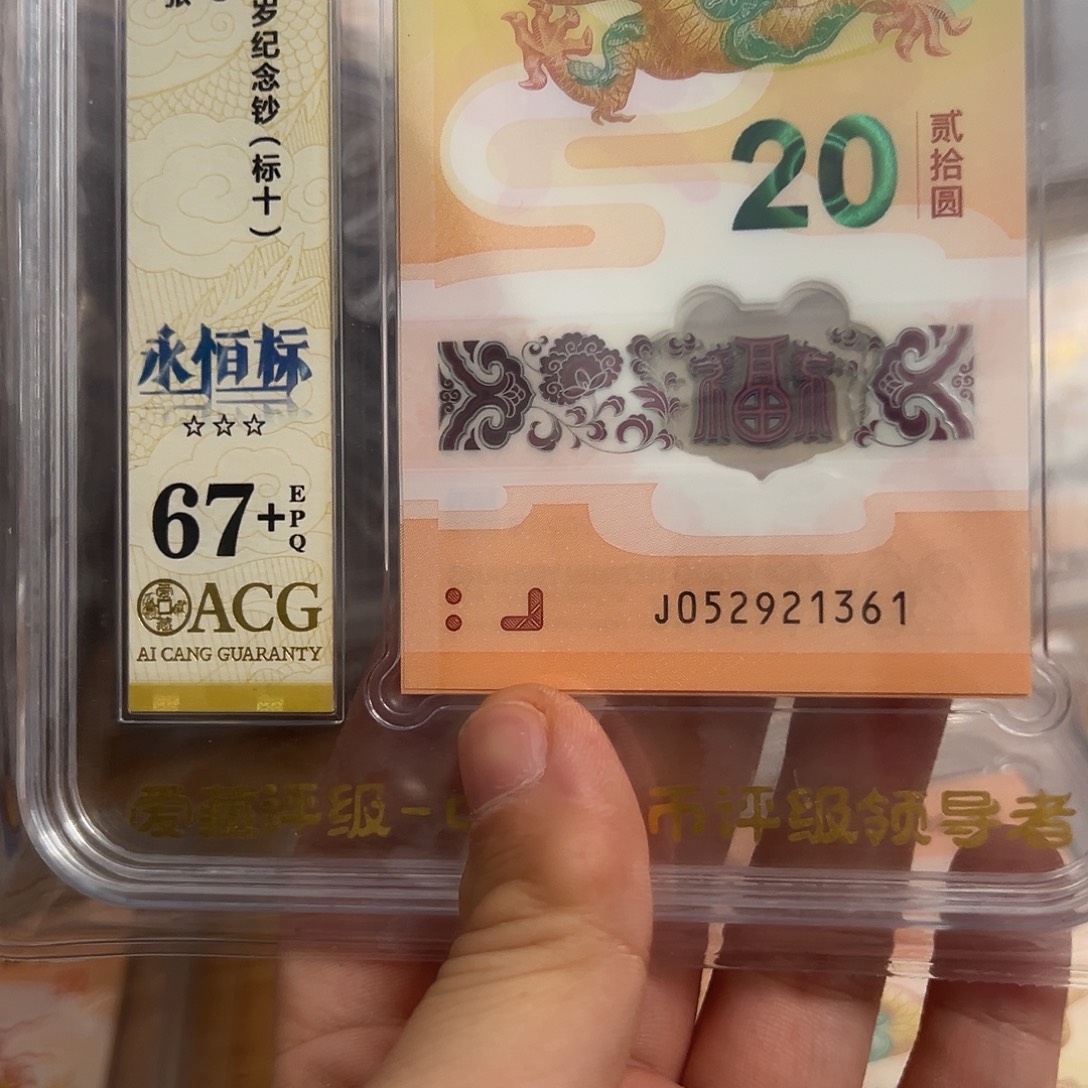 岁纪念钞(标十)
永恒标
☆☆☆
67+EPQ
ACG
AI CANG GUARANTY
20
贰拾圆
J052921361
爱藏评级-
币评级领导者